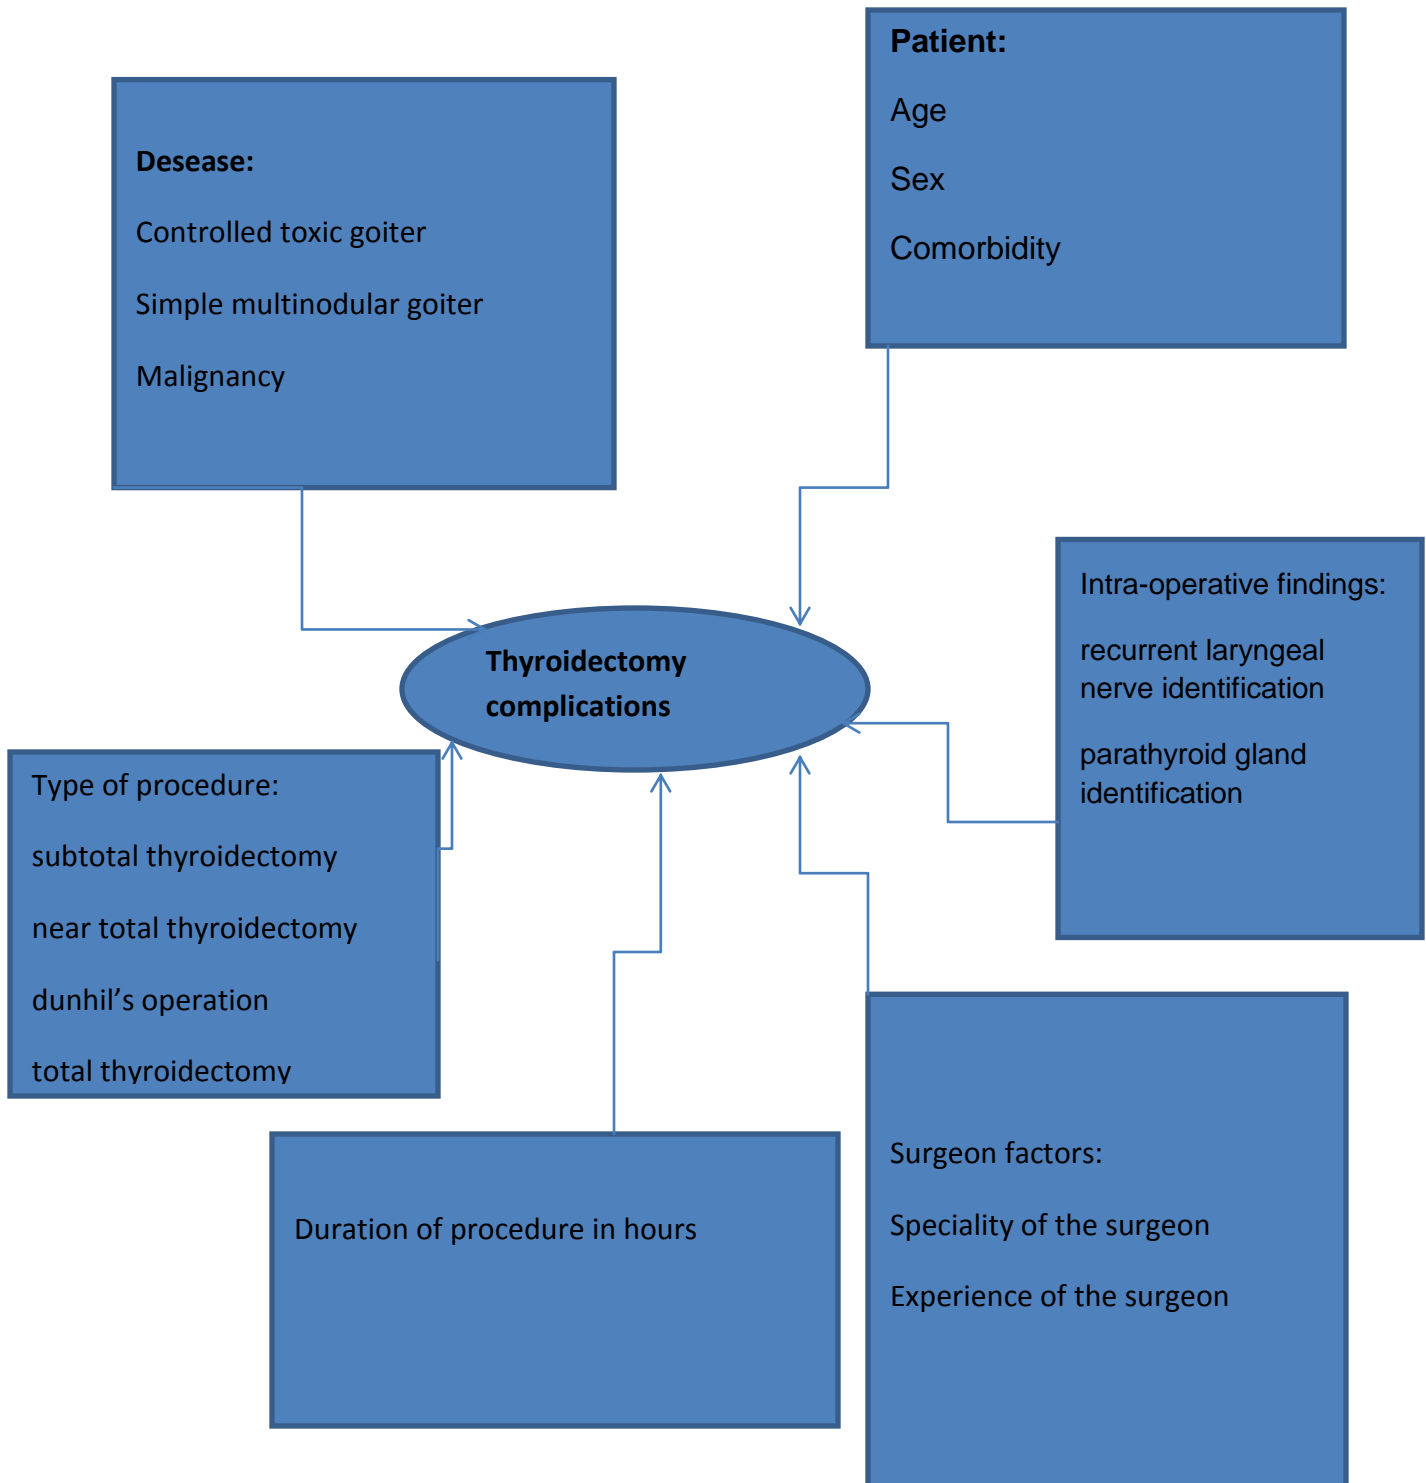 Patient:
Age
Sex
Comorbidity
Desease:
Controlled toxic goiter
Simple multinodular goiter
Malignancy
Intra-operative findings:
recurrent laryngeal
nerve identification
parathyroid gland
identification
Thyroidectomy
complications
Type of procedure:
subtotal thyroidectomy
near total thyroidectomy
dunhil’s operation
total thyroidectomy
Duration of procedure in hours
Surgeon factors:
Speciality of the surgeon
Experience of the surgeon